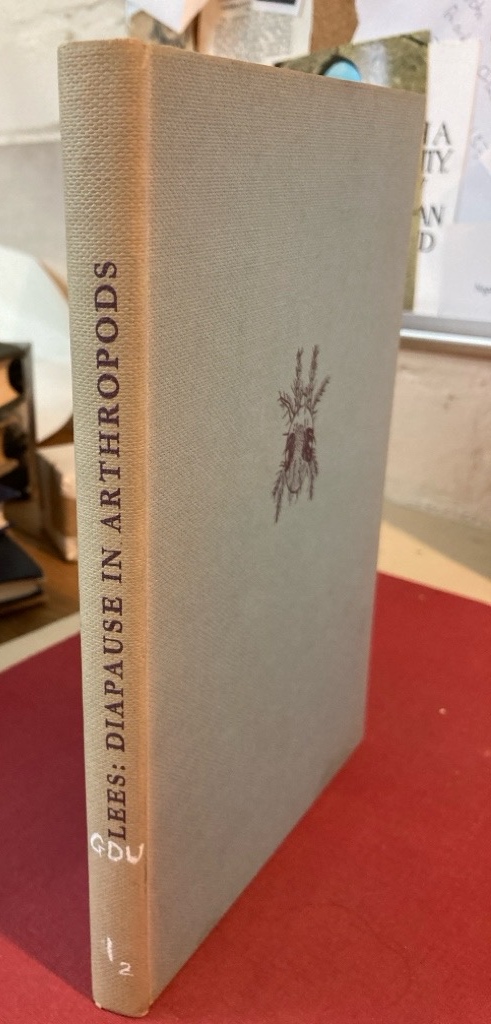 LEES: DIAPAUSE IN ARTHROPODS
GDU
1
2